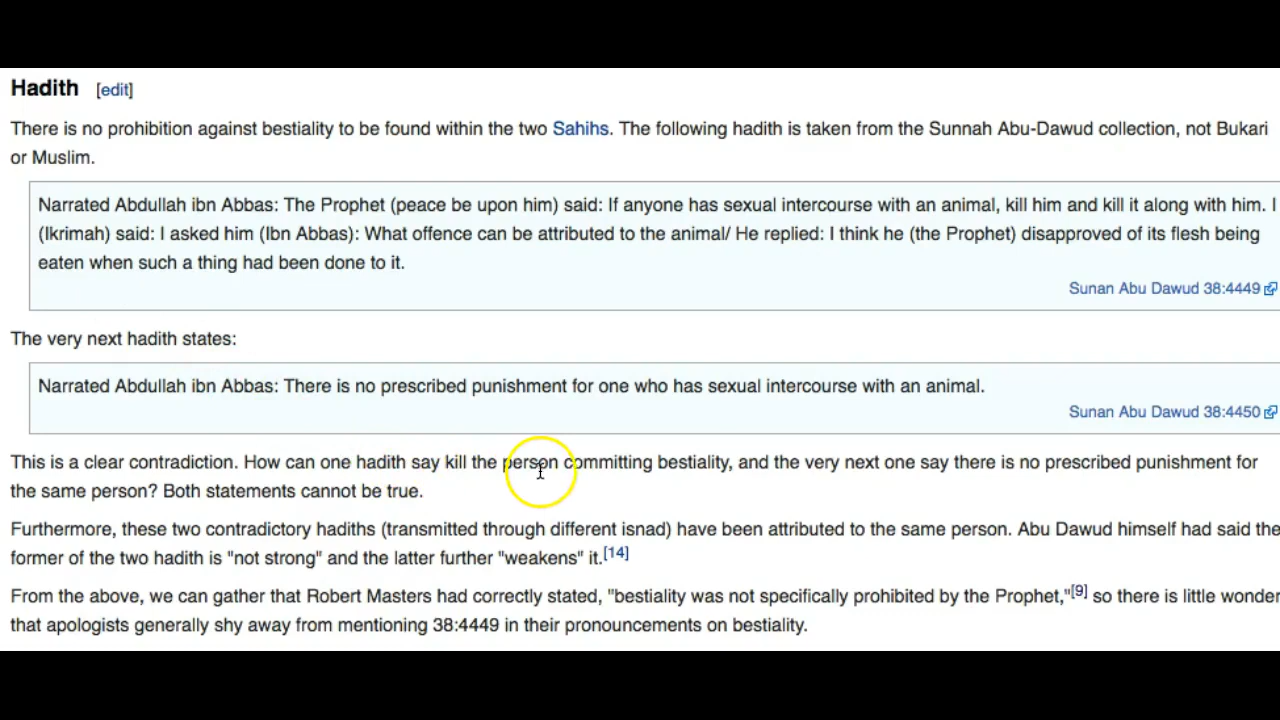 Hadith [edit]
There is no prohibition against bestiality to be found within the two Sahihs. The following hadith is taken from the Sunnah Abu-Dawud collection, not Bukari
or Muslim.
Narrated Abdullah ibn Abbas: The Prophet (peace be upon him) said: If anyone has sexual intercourse with an animal, kill him and kill it along with him. I
(Ikrimah) said: I asked him (Ibn Abbas): What offence can be attributed to the animal/ He replied: I think he (the Prophet) disapproved of its flesh being
eaten when such a thing had been done to it.
Sunan Abu Dawud 38:4449
The very next hadith states:
Narrated Abdullah ibn Abbas: There is no prescribed punishment for one who has sexual intercourse with an animal.
Sunan Abu Dawud 38:4450
This is a clear contradiction. How can one hadith say kill the person committing bestiality, and the very next one say there is no prescribed punishment for
the same person? Both statements cannot be true.
Furthermore, these two contradictory hadiths (transmitted through different isnad) have been attributed to the same person. Abu Dawud himself had said the
former of the two hadith is "not strong" and the latter further "weakens" it.[14]
From the above, we can gather that Robert Masters had correctly stated, "bestiality was not specifically prohibited by the Prophet,"[9] so there is little wonder
that apologists generally shy away from mentioning 38:4449 in their pronouncements on bestiality.